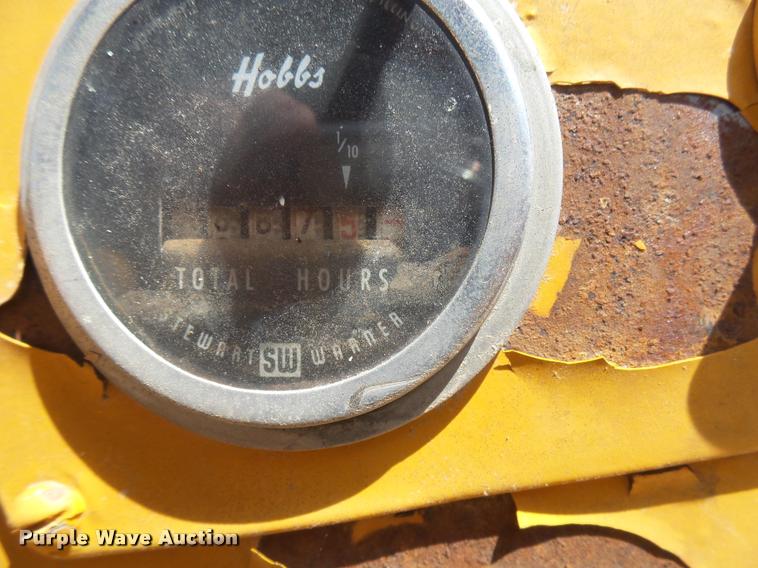 Hobbs
1/10
TOTAL HOURS
STEWART SW WARNER
Purple Wave Auction